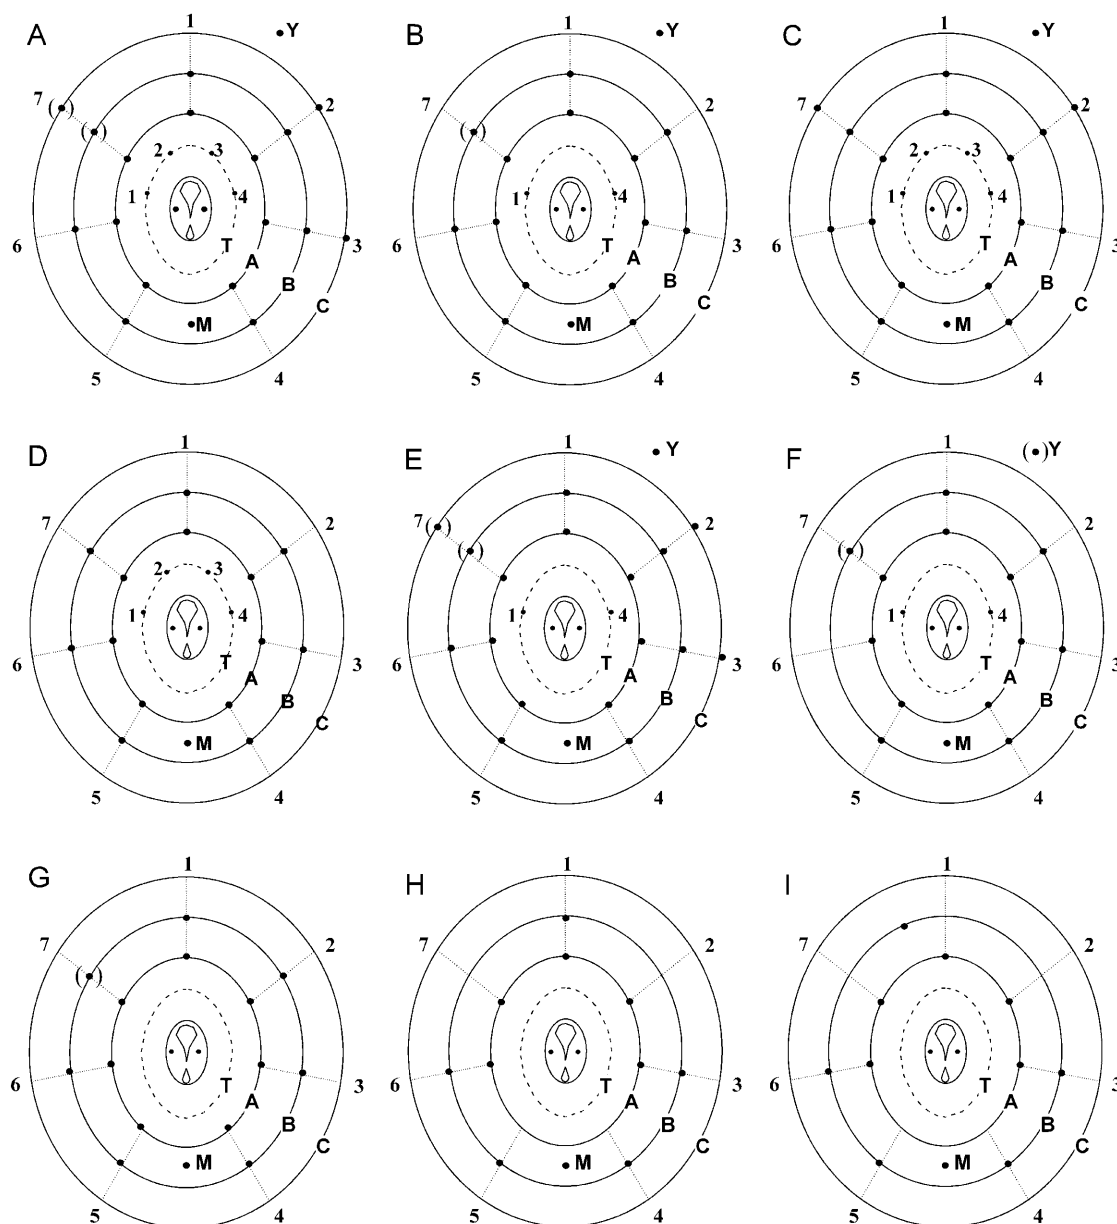 A 1 Y B 1 Y C 1 Y
7 ( ) 2 7 2 7 2
( ) ( )
2 3 2 3
1 4 1 4 1 4
6 T 3 6 T 3 6 T 3
A A A
B B B
C C C
M M M
5 4 5 4 5 4
D 1 E 1 Y F 1 ( )Y
7 2 7 ( ) 2 7 2
( ) ( )
2 3
1 4 1 4 1 4
6 T 3 6 T 3 6 T 3
A A A
B B B
C C C
M M M
5 4 5 4 5 4
G 1 H 1 I 1
7 2 7 2 7 2
( )
6 T 3 6 T 3 6 T 3
A A A
B B B
C C C
M M M
5 4 5 4 5 4